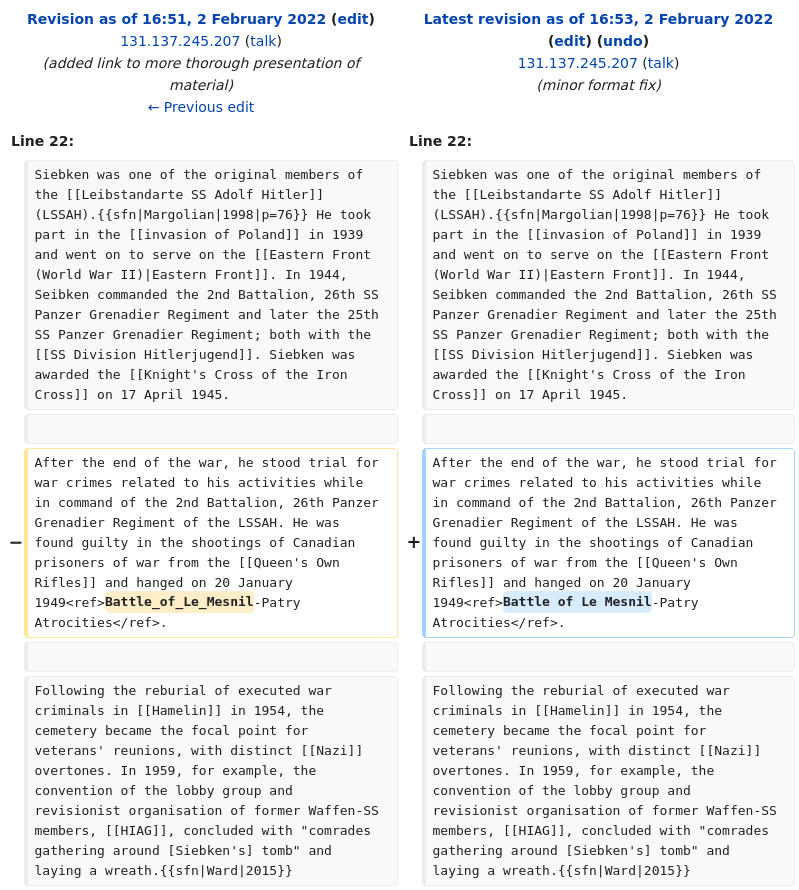 Revision as of 16:51, 2 February 2022 (edit)
131.137.245.207 (talk)
(added link to more thorough presentation of
material)
← Previous edit
Latest revision as of 16:53, 2 February 2022
(edit) (undo)
131.137.245.207 (talk)
(minor format fix)
Line 22:
Line 22:
Siebken was one of the original members of
the [[Leibstandarte SS Adolf Hitler]]
(LSSAH).{{sfn|Margolian|1998|p=76}} He took
part in the [[invasion of Poland]] in 1939
and went on to serve on the [[Eastern Front
(World War II)|Eastern Front]]. In 1944,
Seibken commanded the 2nd Battalion, 26th SS
Panzer Grenadier Regiment and later the 25th
SS Panzer Grenadier Regiment; both with the
[[SS Division Hitlerjugend]]. Siebken was
awarded the [[Knight's Cross of the Iron
Cross]] on 17 April 1945.
Siebken was one of the original members of
the [[Leibstandarte SS Adolf Hitler]]
(LSSAH).{{sfn|Margolian|1998|p=76}} He took
part in the [[invasion of Poland]] in 1939
and went on to serve on the [[Eastern Front
(World War II)|Eastern Front]]. In 1944,
Seibken commanded the 2nd Battalion, 26th SS
Panzer Grenadier Regiment and later the 25th
SS Panzer Grenadier Regiment; both with the
[[SS Division Hitlerjugend]]. Siebken was
awarded the [[Knight's Cross of the Iron
Cross]] on 17 April 1945.
−
After the end of the war, he stood trial for
war crimes related to his activities while
in command of the 2nd Battalion, 26th Panzer
Grenadier Regiment of the LSSAH. He was
found guilty in the shootings of Canadian
prisoners of war from the [[Queen's Own
Rifles]] and hanged on 20 January
1949<ref>Battle_of_Le_Mesnil-Patry
Atrocities</ref>.
+
After the end of the war, he stood trial for
war crimes related to his activities while
in command of the 2nd Battalion, 26th Panzer
Grenadier Regiment of the LSSAH. He was
found guilty in the shootings of Canadian
prisoners of war from the [[Queen's Own
Rifles]] and hanged on 20 January
1949<ref>Battle of Le Mesnil-Patry
Atrocities</ref>.
Following the reburial of executed war
criminals in [[Hamelin]] in 1954, the
cemetery became the focal point for
veterans' reunions, with distinct [[Nazi]]
overtones. In 1959, for example, the
convention of the lobby group and
revisionist organisation of former Waffen-SS
members, [[HIAG]], concluded with "comrades
gathering around [Siebken's] tomb" and
laying a wreath.{{sfn|Ward|2015}}
Following the reburial of executed war
criminals in [[Hamelin]] in 1954, the
cemetery became the focal point for
veterans' reunions, with distinct [[Nazi]]
overtones. In 1959, for example, the
convention of the lobby group and
revisionist organisation of former Waffen-SS
members, [[HIAG]], concluded with "comrades
gathering around [Siebken's] tomb" and
laying a wreath.{{sfn|Ward|2015}}